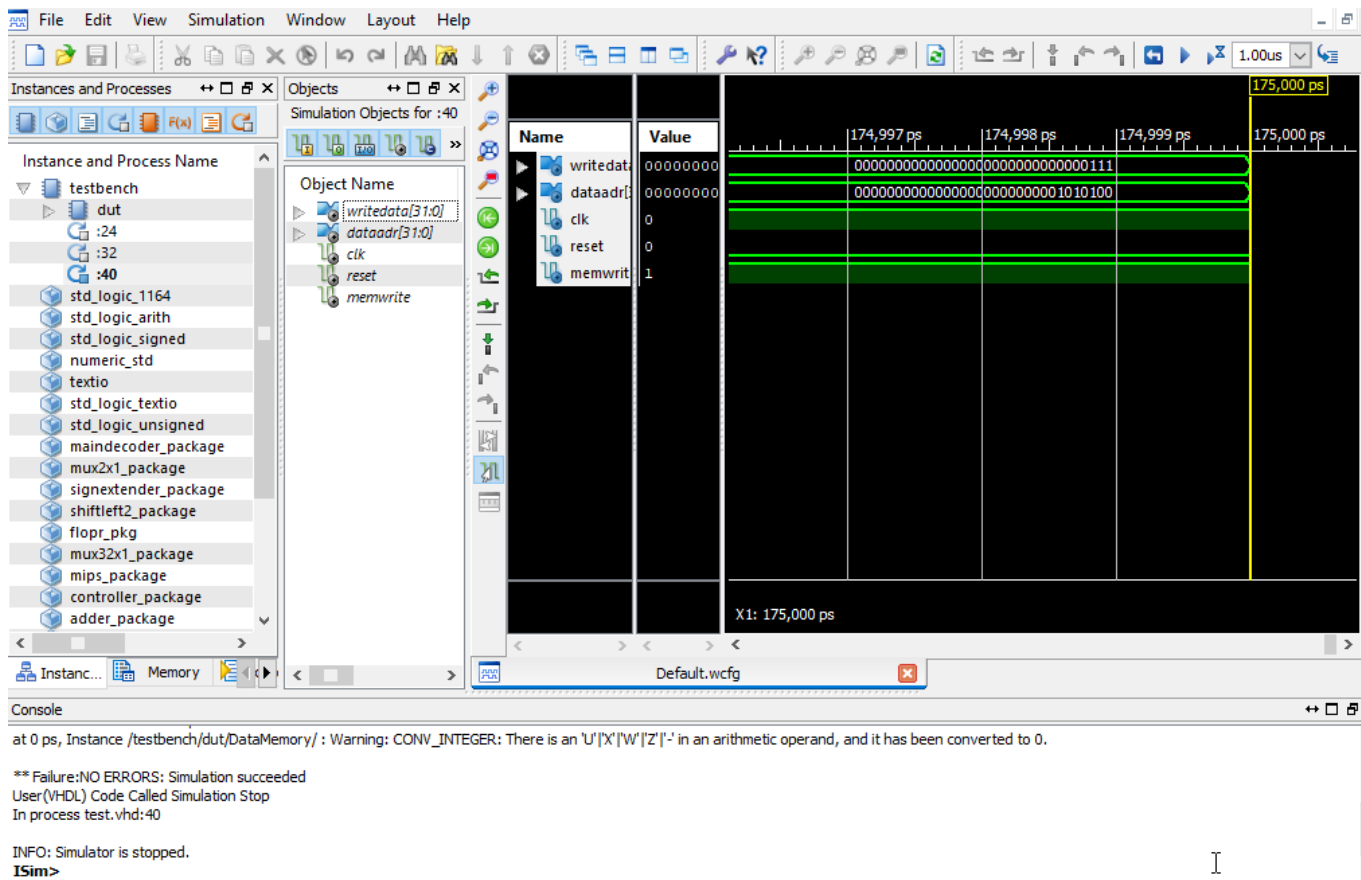 File Edit View Simulation Window Layout Help
1.00us
Instances and Processes
F(x)
Instance and Process Name
testbench
dut
:24
:32
:40
std_logic_1164
std_logic_arith
std_logic_signed
numeric_std
textio
std_logic_textio
std_logic_unsigned
maindecoder_package
mux2x1_package
signextender_package
shiftleft2_package
flopr_pkg
mux32x1_package
mips_package
controller_package
adder_package
Instanc... Memory
Objects
Simulation Objects for :40
Object Name
writedata[31:0]
dataadr[31:0]
clk
reset
memwrite
Name Value
writedata 00000000
dataadr[ 00000000
clk 0
reset 0
memwrit 1
175,000 ps
174,997 ps 174,998 ps 174,999 ps 175,000 ps
00000000000000000000000000000111
00000000000000000000000001010100
X1: 175,000 ps
Default.wcfg
Console
at 0 ps, Instance /testbench/dut/DataMemory/ : Warning: CONV_INTEGER: There is an 'U'|'X'|'W'|'Z'|'-' in an arithmetic operand, and it has been converted to 0.
** Failure:NO ERRORS: Simulation succeeded
User(VHDL) Code Called Simulation Stop
In process test.vhd:40
INFO: Simulator is stopped.
ISim>